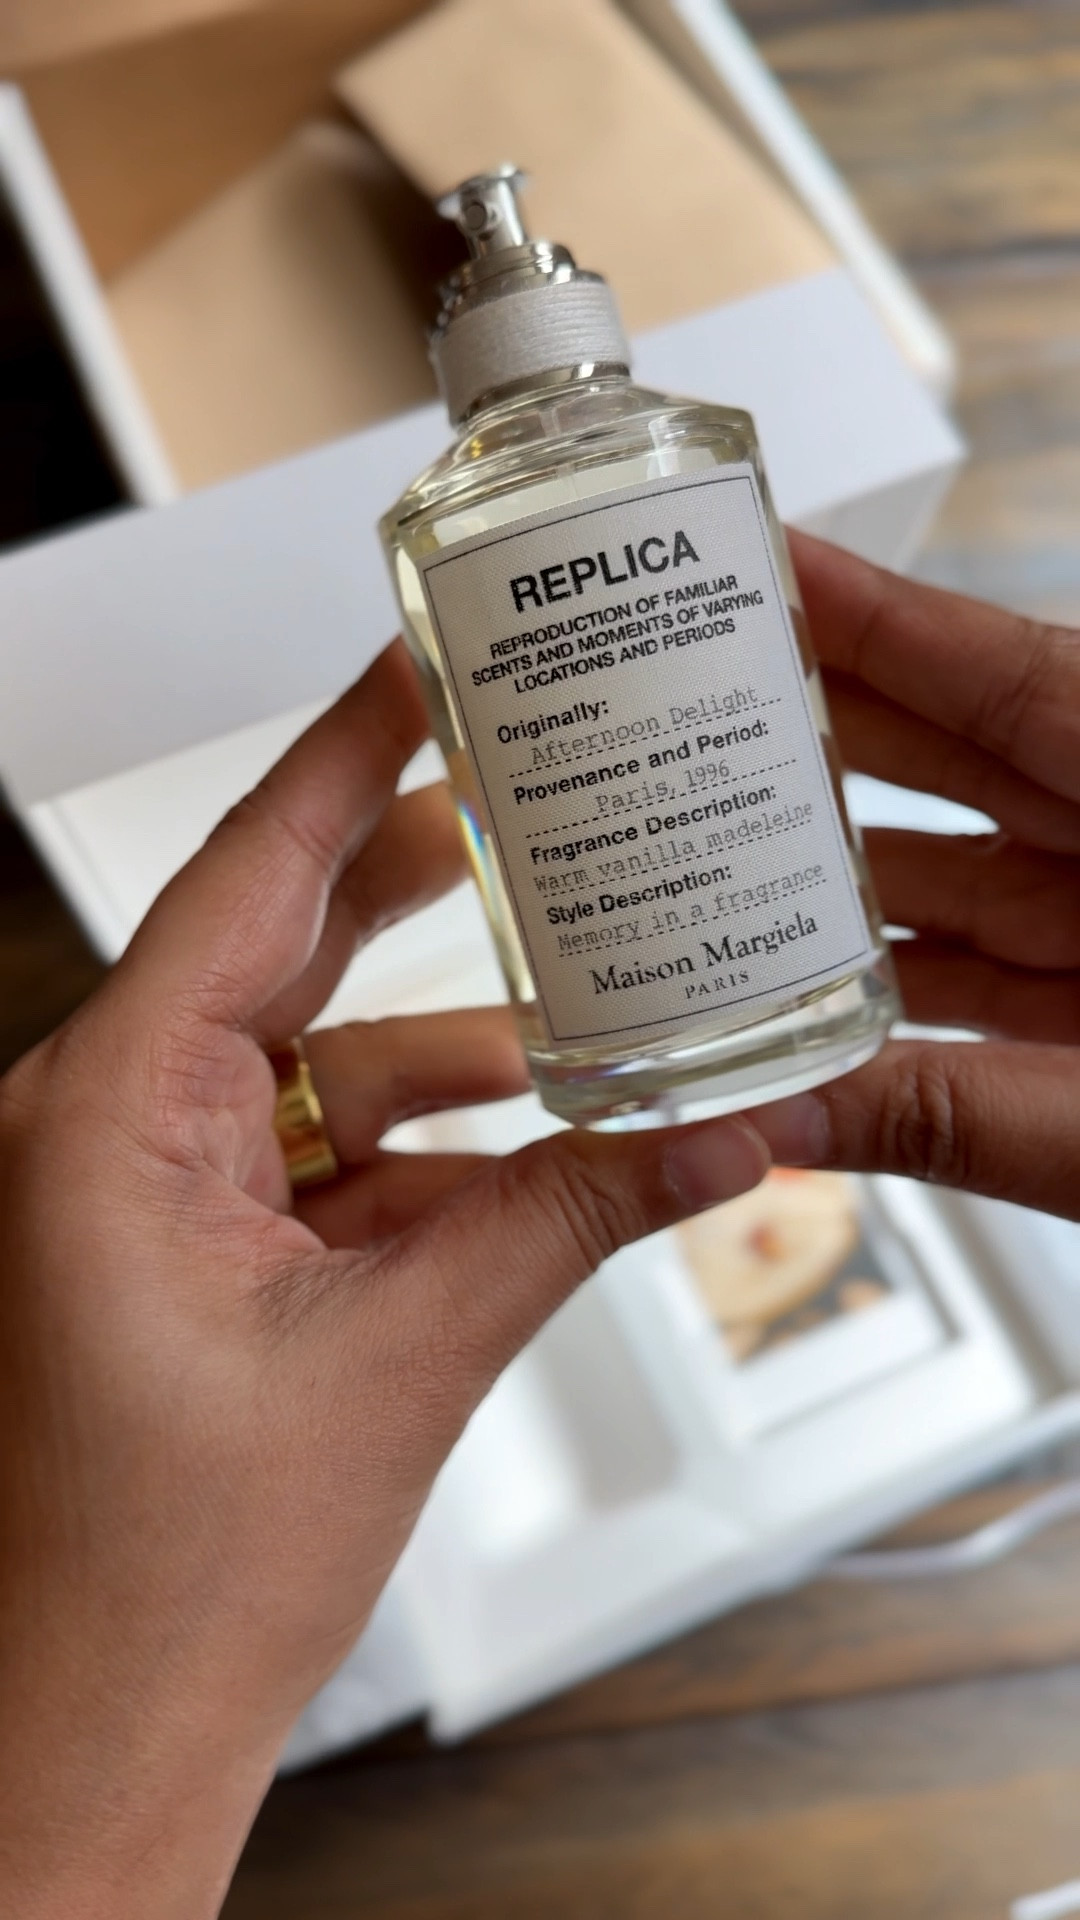 REPLICA
REPRODUCTION OF FAMILIAR
SCENTS AND MOMENTS OF VARYING
LOCATIONS AND PERIODS
Originally:
Afternoon Delight
Provenance and Period:
Paris, 1996
Fragrance Description:
Warm vanilla madeleine
Style Description:
Memory in a fragrance
Maison Margiela
PARIS